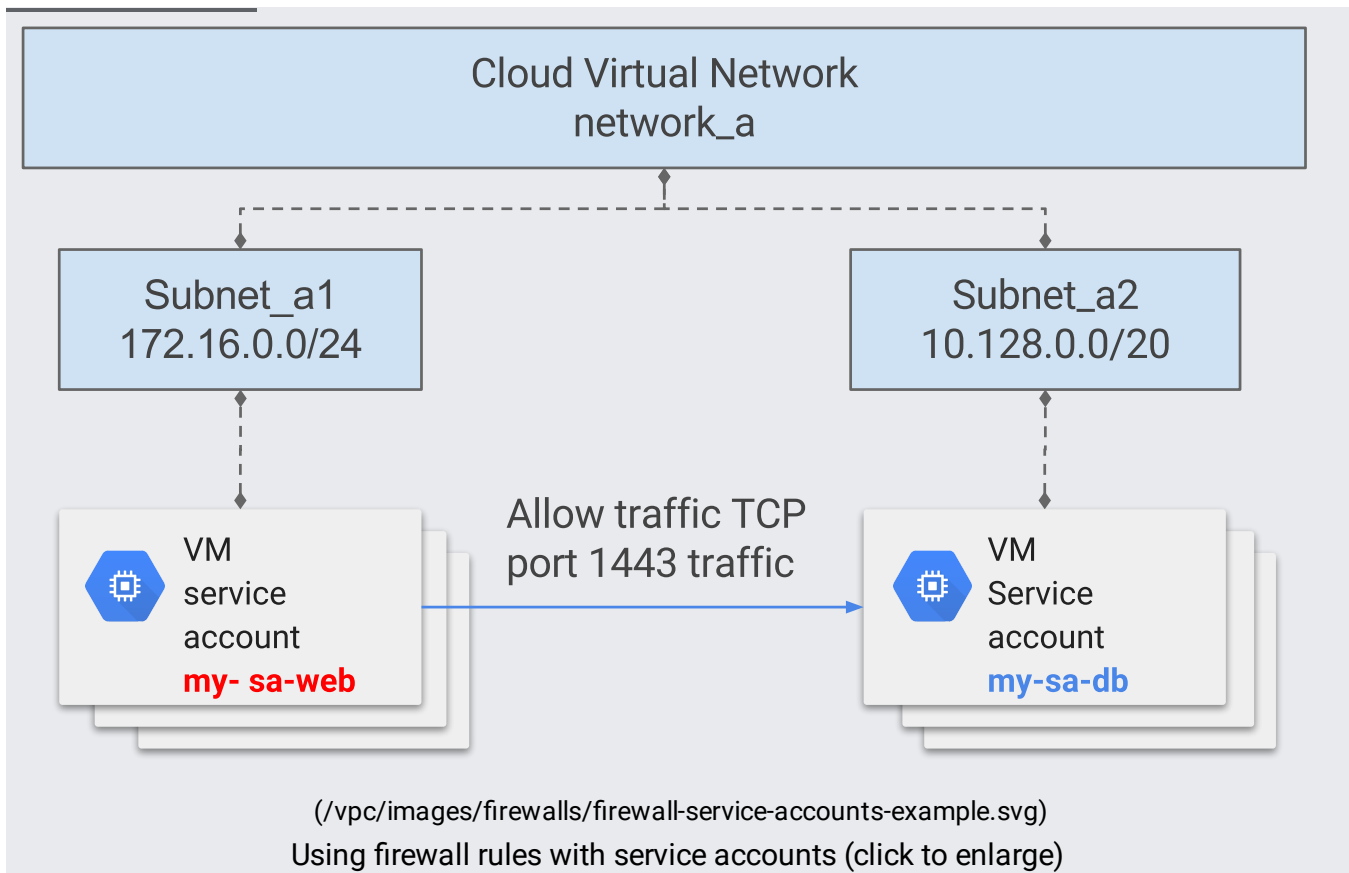 Cloud Virtual Network
network_a
Subnet_a1
172.16.0.0/24
Subnet_a2
10.128.0.0/20
VM
service
account
my- sa-web
Allow traffic TCP
port 1443 traffic
VM
Service
account
my-sa-db
(/vpc/images/firewalls/firewall-service-accounts-example.svg)
Using firewall rules with service accounts (click to enlarge)